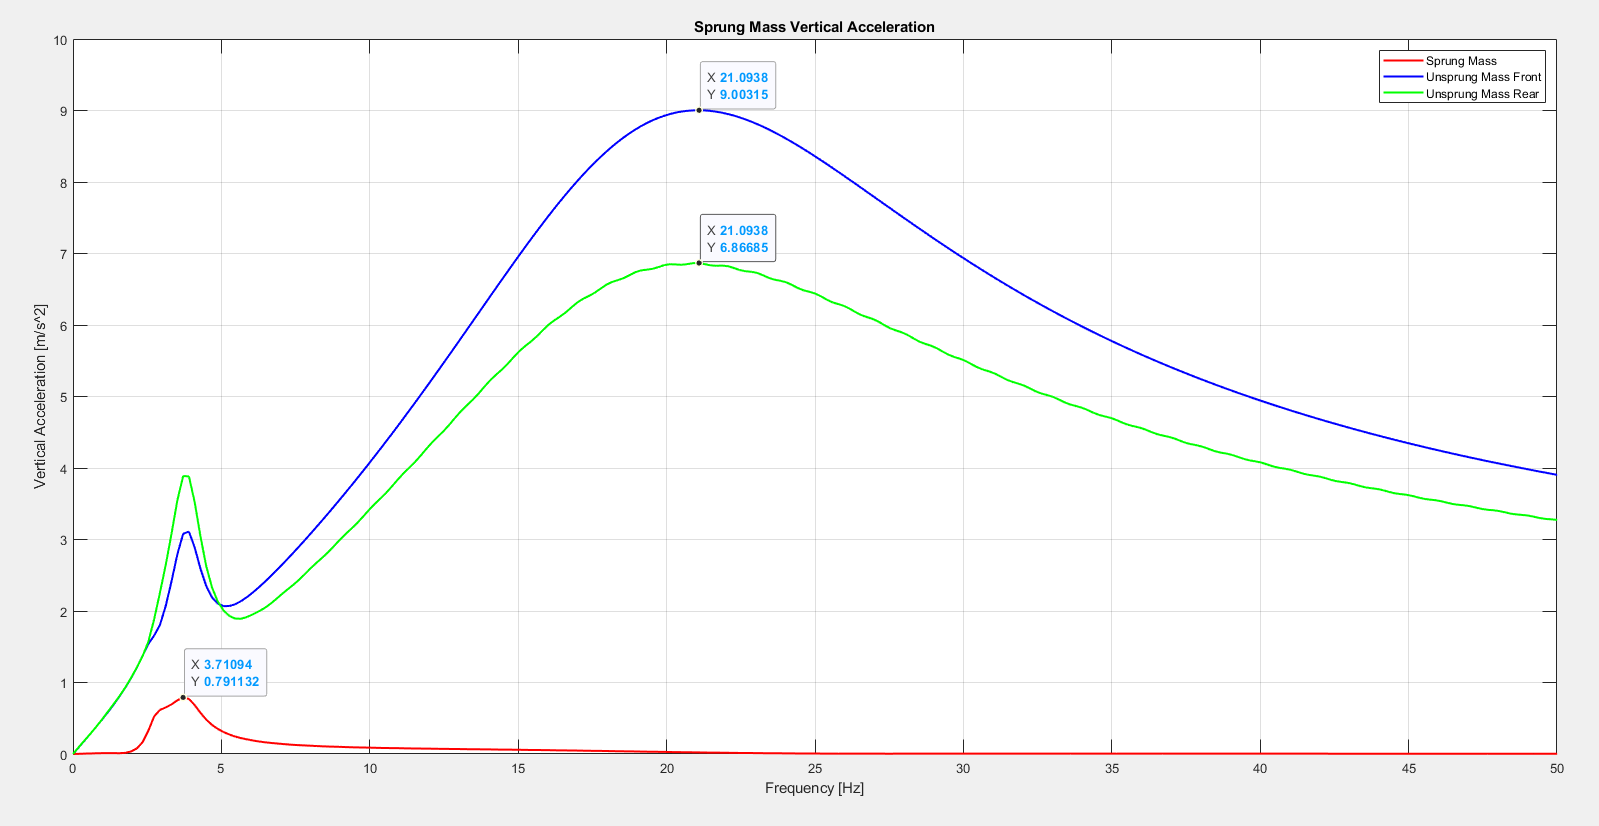 Sprung Mass Vertical Acceleration
10
9
8
7
6
5
4
3
2
1
0
Vertical Acceleration [m/s^2]
X 21.0938
Y 9.00315
X 21.0938
Y 6.86685
X 3.71094
Y 0.791132
Sprung Mass
Unsprung Mass Front
Unsprung Mass Rear
0 5 10 15 20 25 30 35 40 45 50
Frequency [Hz]